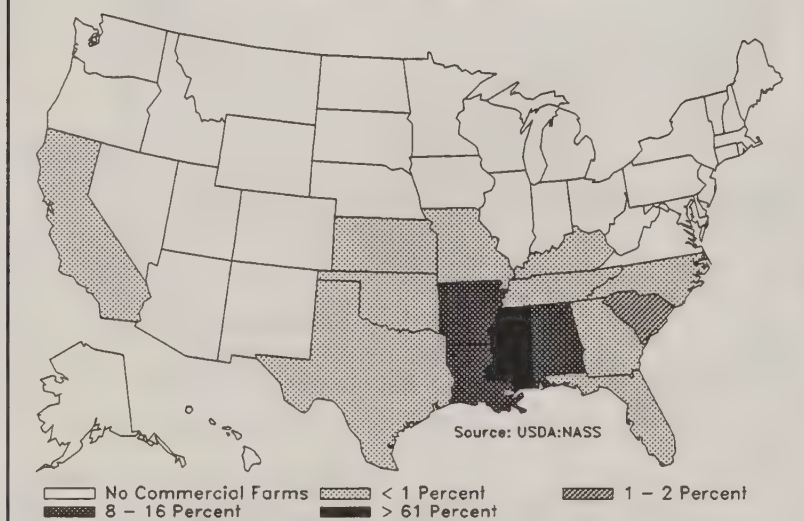 Source: USDA:NASS
No Commercial Farms < 1 Percent 1 - 2 Percent
8 - 16 Percent > 61 Percent